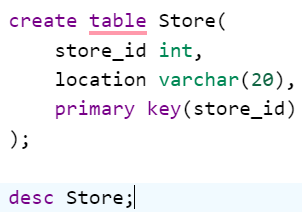 create table Store(
    store_id int,
    location varchar(20),
    primary key(store_id)
);

desc Store;